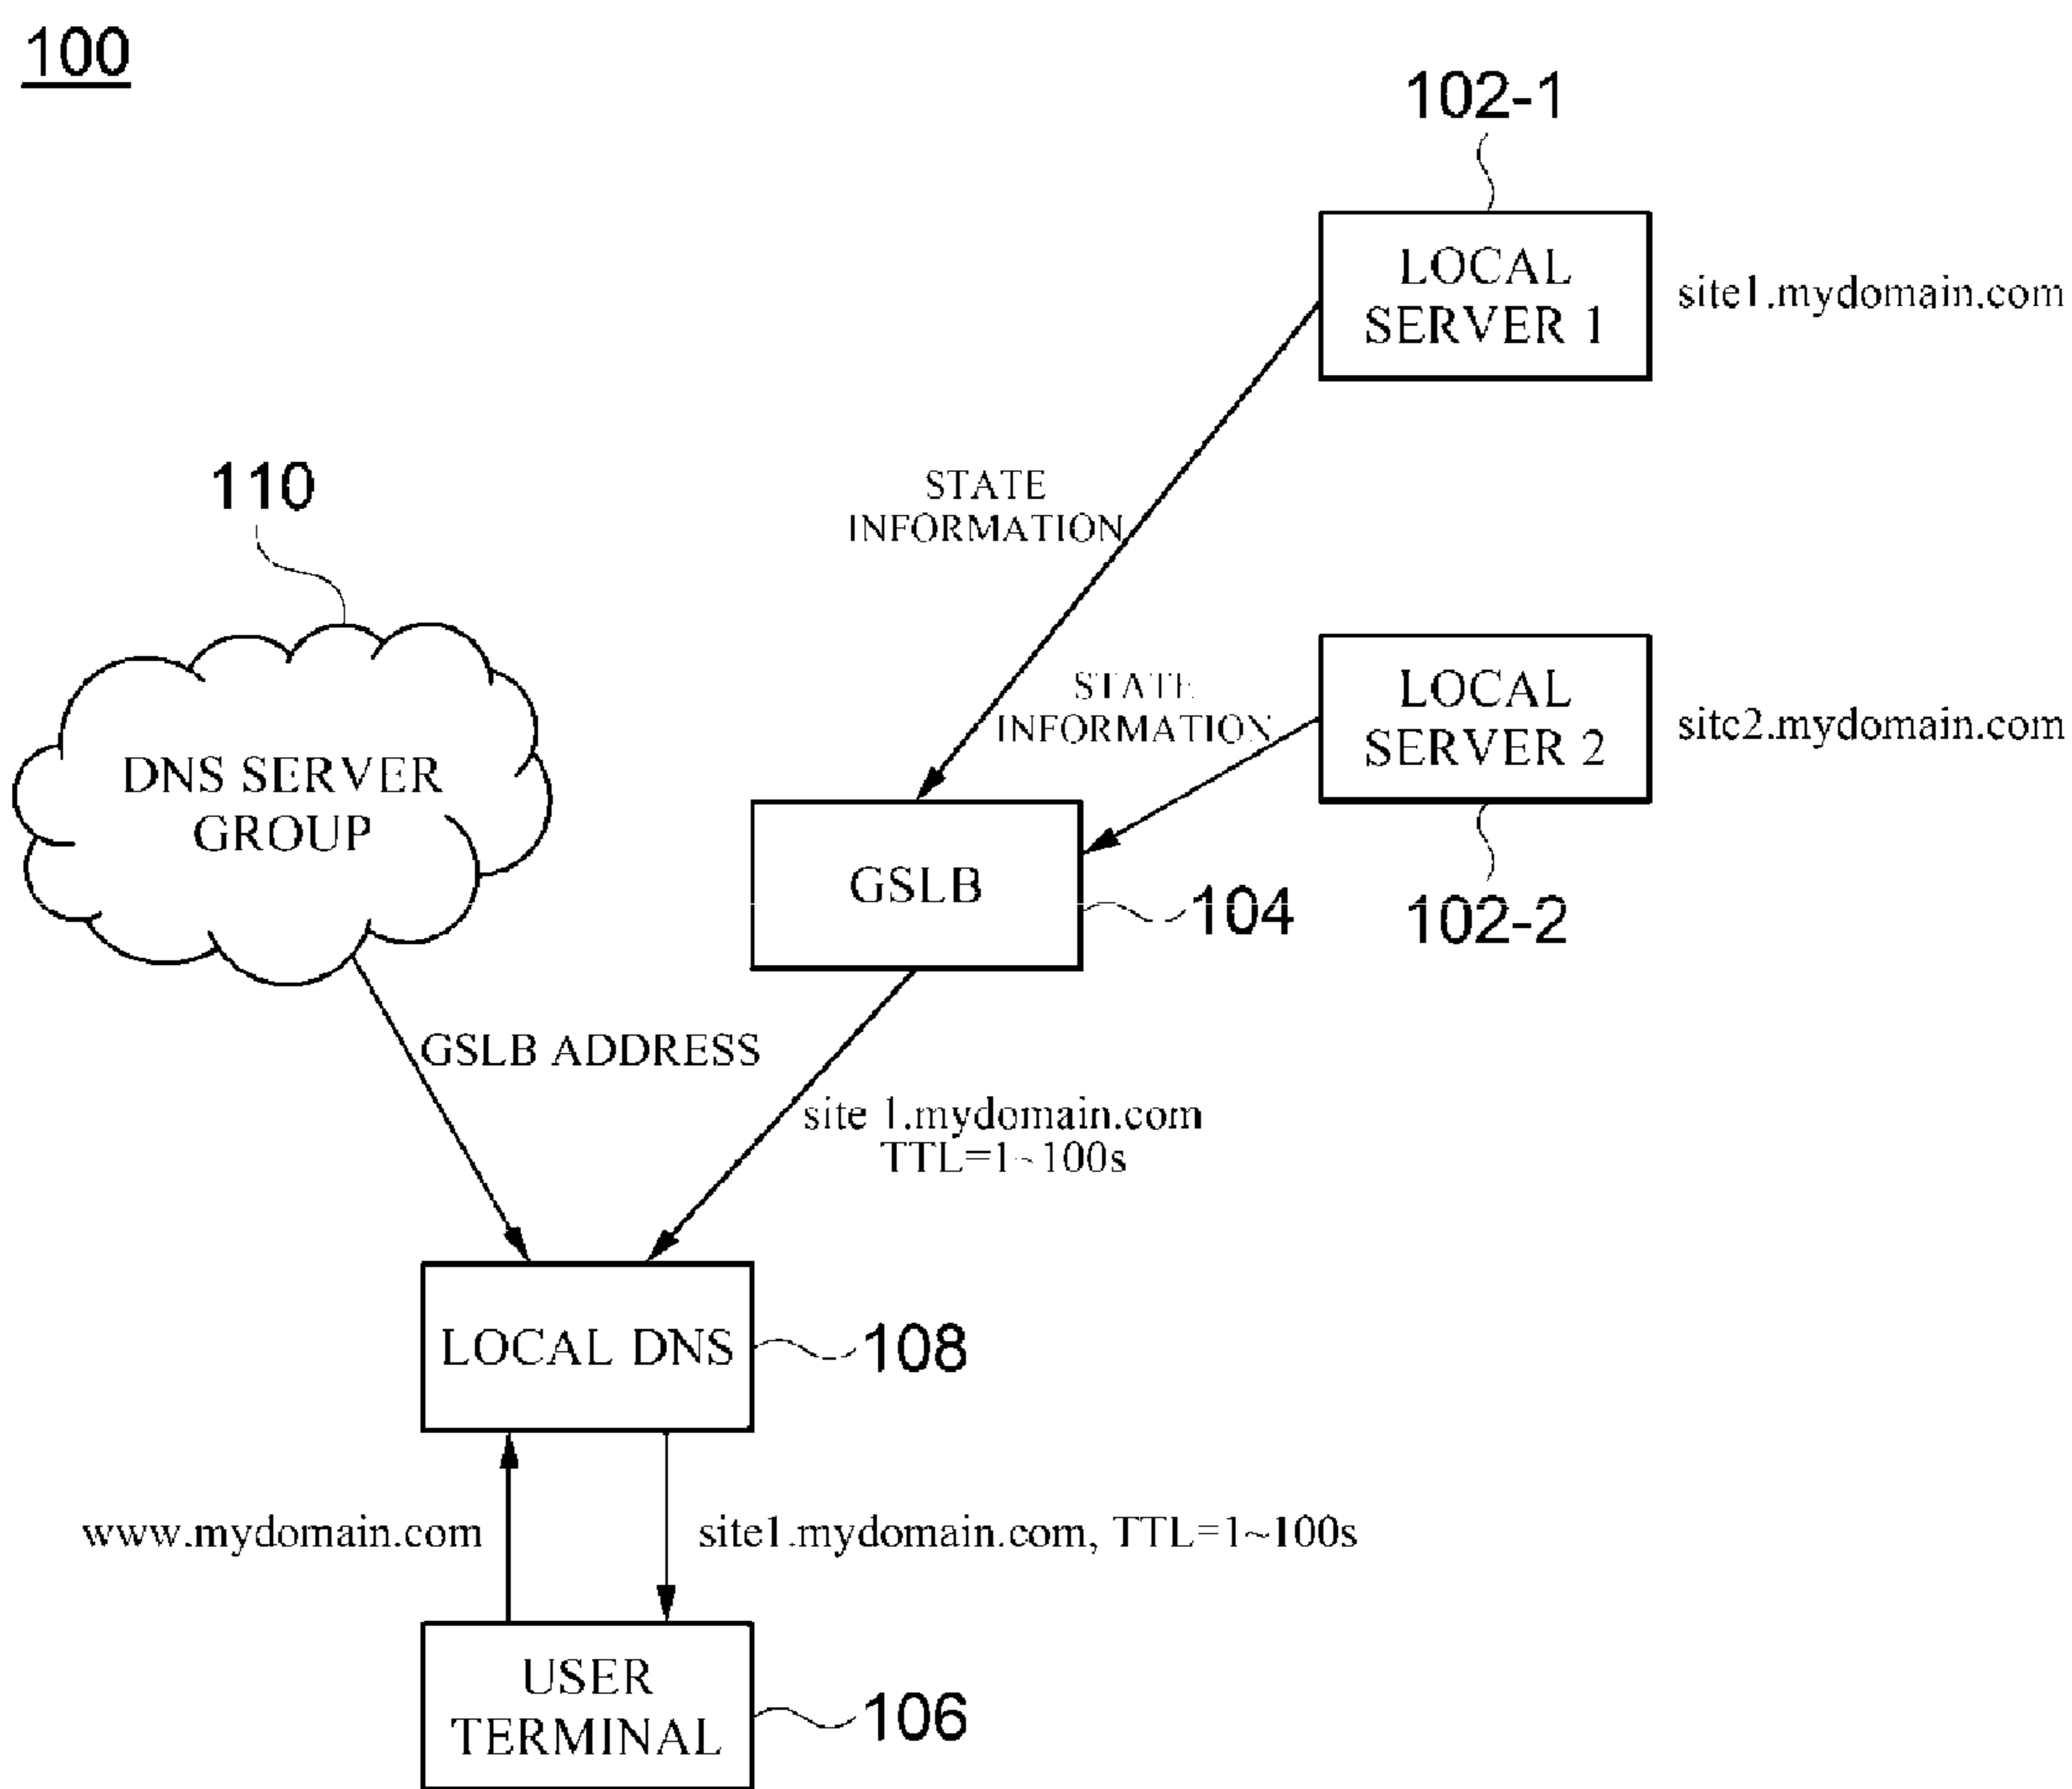 100
102-1
LOCAL
SERVER 1
site1.mydomain.com
STATE
INFORMATION
110
STATE
INFORMATION
LOCAL
SERVER 2
site2.mydomain.com
102-2
DNS SERVER
GROUP
GSLB
104
GSLB ADDRESS
site 1.mydomain.com
TTL=1~100s
LOCAL DNS
108
www.mydomain.com
site1.mydomain.com, TTL=1~100s
USER
TERMINAL
106